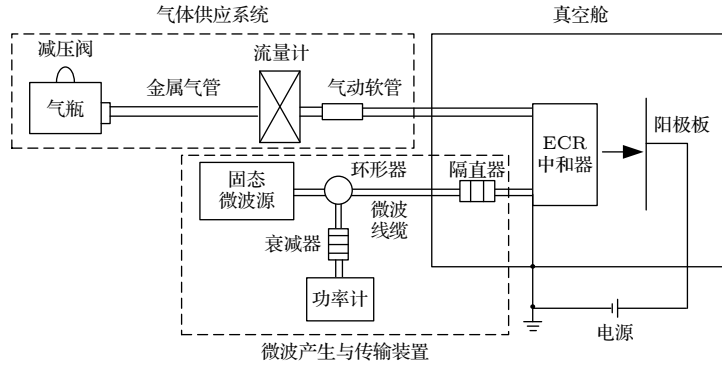 气体供应系统
真空舱
减压阀
流量计
金属气管
气动软管
气瓶
ECR
中和器
阳极板
固态
微波源
环形器
隔直器
微波
线缆
衰减器
功率计
电源
微波产生与传输装置